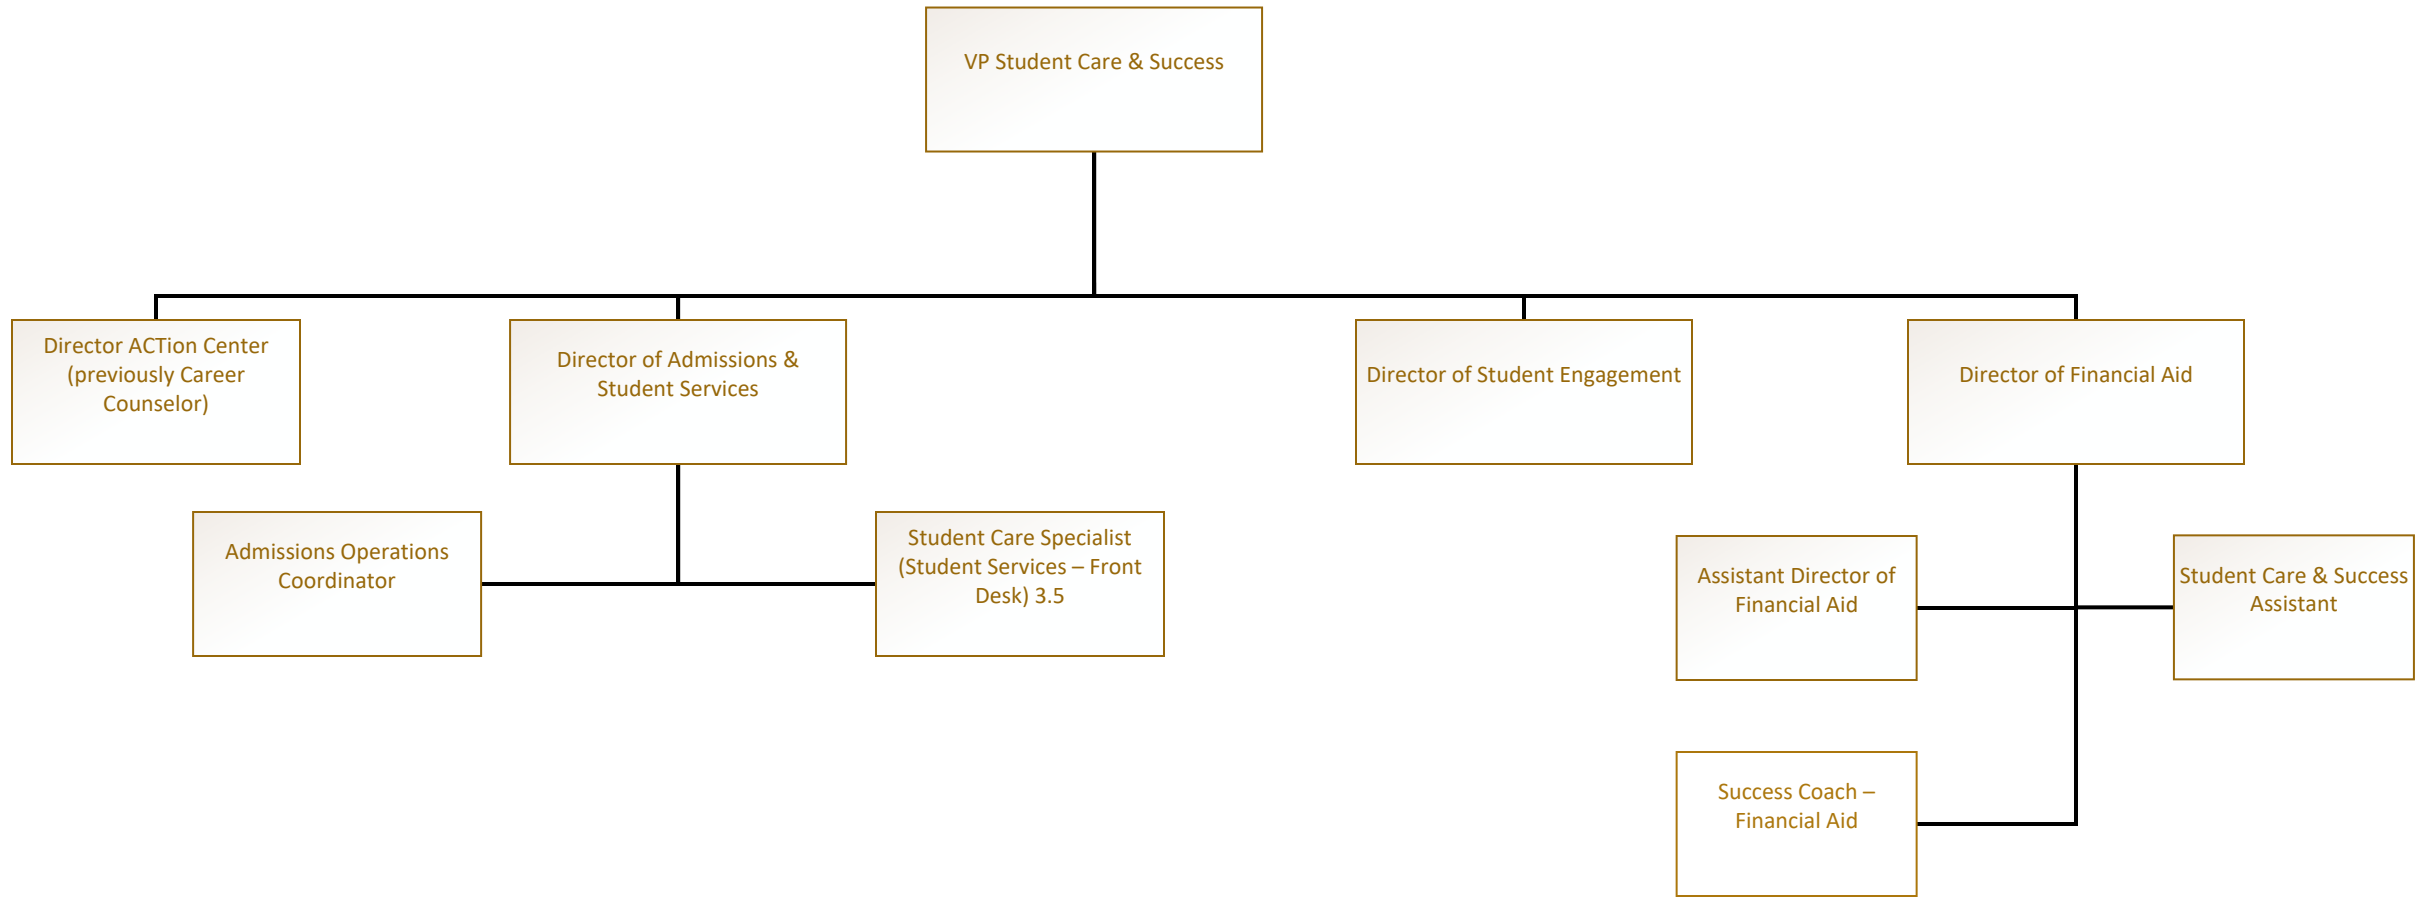 VP Student Care & Success
Director ACTion Center
(previously Career
Counselor)
Director of Admissions &
Student Services
Director of Student Engagement
Director of Financial Aid
Admissions Operations
Coordinator
Student Care Specialist
(Student Services – Front
Desk) 3.5
Assistant Director of
Financial Aid
Student Care & Success
Assistant
Success Coach –
Financial Aid